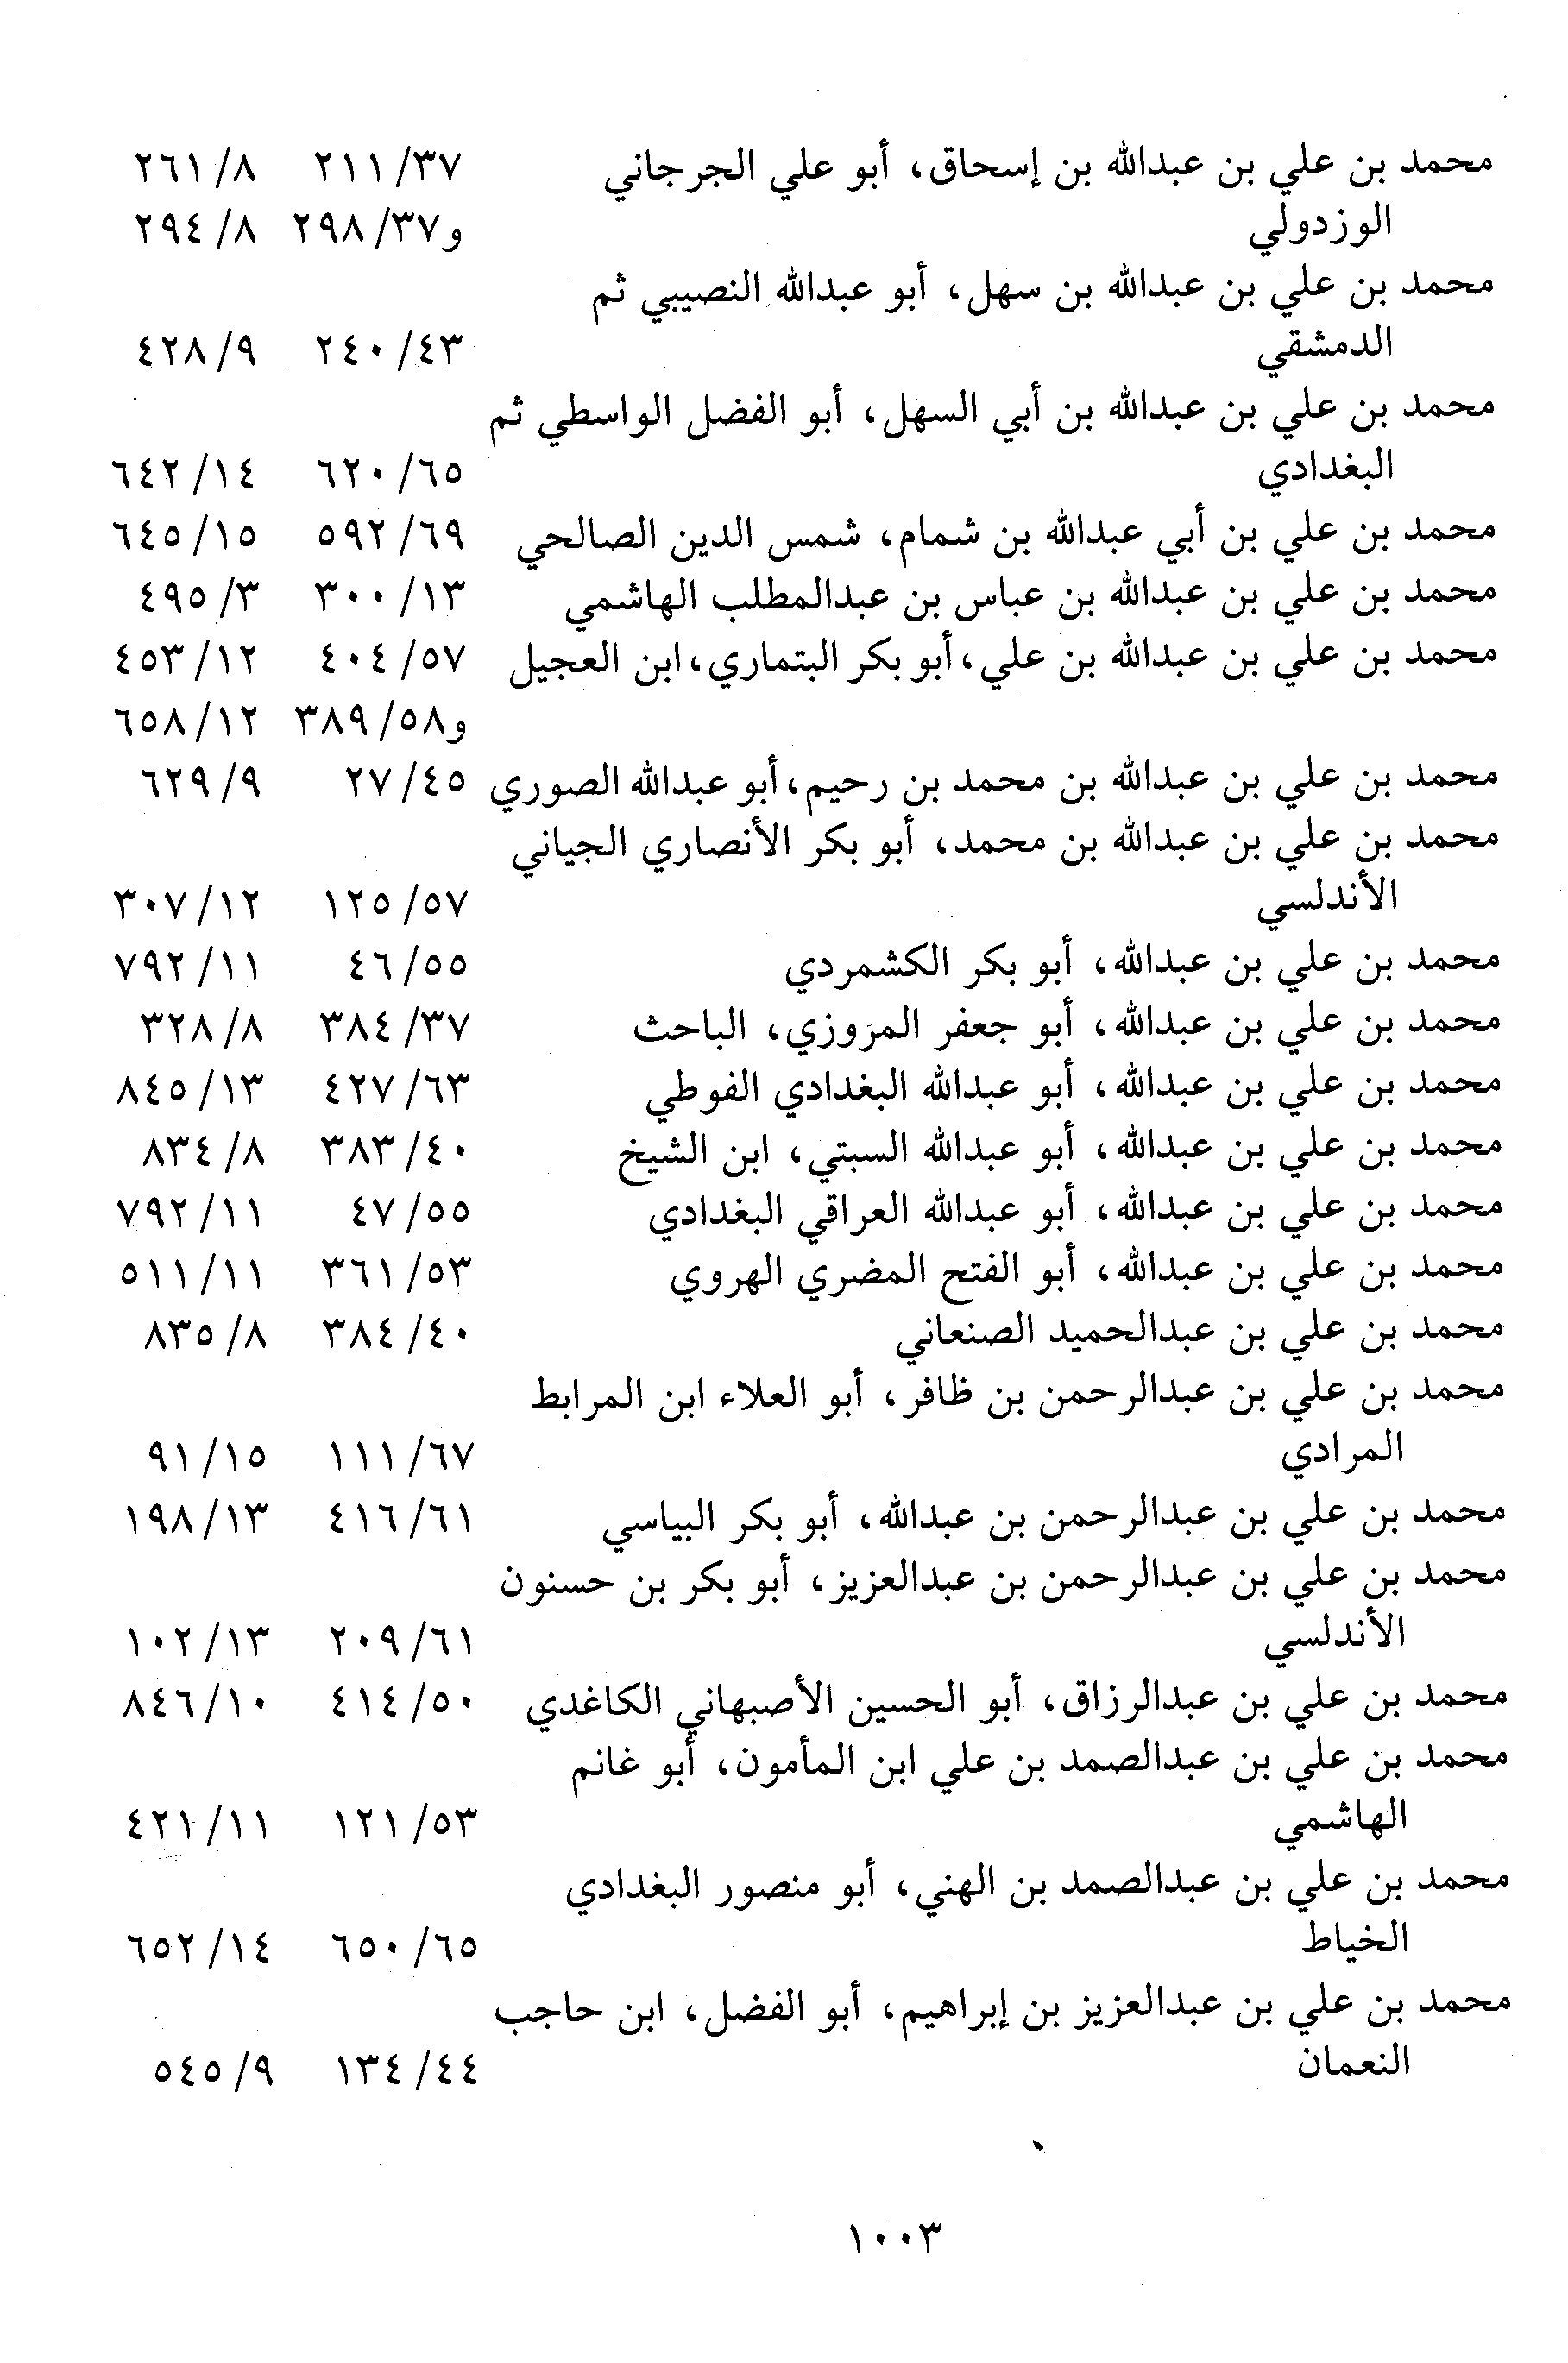 محمد بن علي بن عبدالله بن إسحاق، أبو علي الجرجاني ٣٧/ ٢١١ ٨/ ٢٦١
الوزدولي و٣٧/ ٢٩٨ ٨/ ٢٩٤
محمد بن علي بن عبدالله بن سهل، أبو عبدالله النصيبي ثم
الدمشقي ٤٣/ ٢٤٠ ٩/ ٤٢٨
محمد بن علي بن عبدالله بن أبي السهل، أبو الفضل الواسطي ثم
البغدادي ٦٥/ ٦٢٠ ١٤/ ٦٤٢
محمد بن علي بن أبي عبدالله بن شمام، شمس الدين الصالحي ٦٩/ ٥٩٢ ١٥/ ٦٤٥
محمد بن علي بن عبدالله بن عباس بن عبدالمطلب الهاشمي ١٣/ ٣٠٠ ٣/ ٤٩٥
محمد بن علي بن عبدالله بن علي، أبو بكر البتماري، ابن العجيل ٥٧/ ٤٠٤ ١٢/ ٤٥٣
و٥٨/ ٣٨٩ ١٢/ ٦٥٨
محمد بن علي بن عبدالله بن محمد بن رحيم، أبو عبدالله الصوري ٤٥/ ٢٧ ٩/ ٦٢٩
محمد بن علي بن عبدالله بن محمد، أبو بكر الأنصاري الجياني
الأندلسي ٥٧/ ١٢٥ ١٢/ ٣٠٧
محمد بن علي بن عبدالله، أبو بكر الكشمردي ٥٥/ ٤٦ ١١/ ٧٩٢
محمد بن علي بن عبدالله، أبو جعفر المروزي، الباحث ٣٧/ ٣٨٤ ٨/ ٣٢٨
محمد بن علي بن عبدالله، أبو عبدالله البغدادي الفوطي ٦٣/ ٤٢٧ ١٣/ ٨٤٥
محمد بن علي بن عبدالله، أبو عبدالله السبتي، ابن الشيخ ٤٠/ ٣٨٣ ٨/ ٨٣٤
محمد بن علي بن عبدالله، أبو عبدالله العراقي البغدادي ٥٥/ ٤٧ ١١/ ٧٩٢
محمد بن علي بن عبدالله، أبو الفتح المضري الهروي ٥٣/ ٣٦١ ١١/ ٥١١
محمد بن علي بن عبدالحميد الصنعاني ٤٠/ ٣٨٤ ٨/ ٨٣٥
محمد بن علي بن عبدالرحمن بن ظافر، أبو العلاء ابن المرابط
المرادي ٦٧/ ١١١ ١٥/ ٩١
محمد بن علي بن عبدالرحمن بن عبدالله، أبو بكر البياسي ٦١/ ٤١٦ ١٣/ ١٩٨
محمد بن علي بن عبدالرحمن بن عبدالعزيز، أبو بكر بن حسنون
الأندلسي ٦١/ ٢٠٩ ١٣/ ١٠٢
محمد بن علي بن عبدالرزاق، أبو الحسين الأصبهاني الكاغدي ٥٠/ ٤١٤ ١٠/ ٨٤٦
محمد بن علي بن عبدالصمد بن علي ابن المأمون، أبو غانم
الهاشمي ٥٣/ ١٢١ ١١/ ٤٢١
محمد بن علي بن عبدالصمد بن الهني، أبو منصور البغدادي
الخياط ٦٥/ ٦٥٠ ١٤/ ٦٥٢
محمد بن علي بن عبدالعزيز بن إبراهيم، أبو الفضل، ابن حاجب
النعمان ٤٤/ ١٣٤ ٩/ ٥٤٥
١٠٠٣